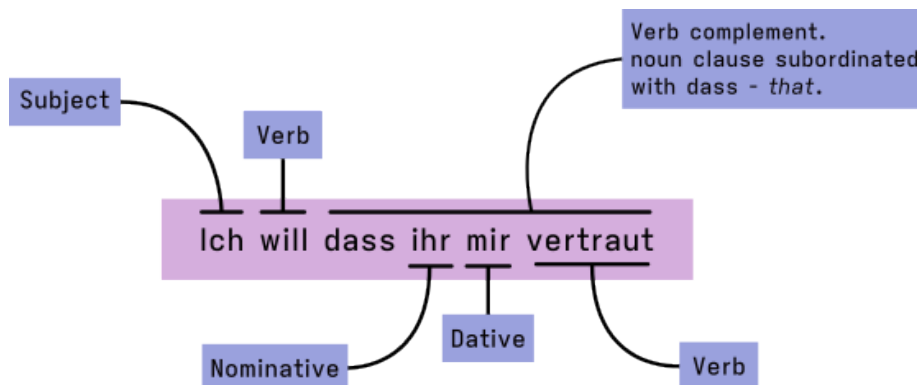 Verb complement.
noun clause subordinated
with dass - that.
Subject
Verb
Ich will dass ihr mir vertraut
Dative
Nominative
Verb